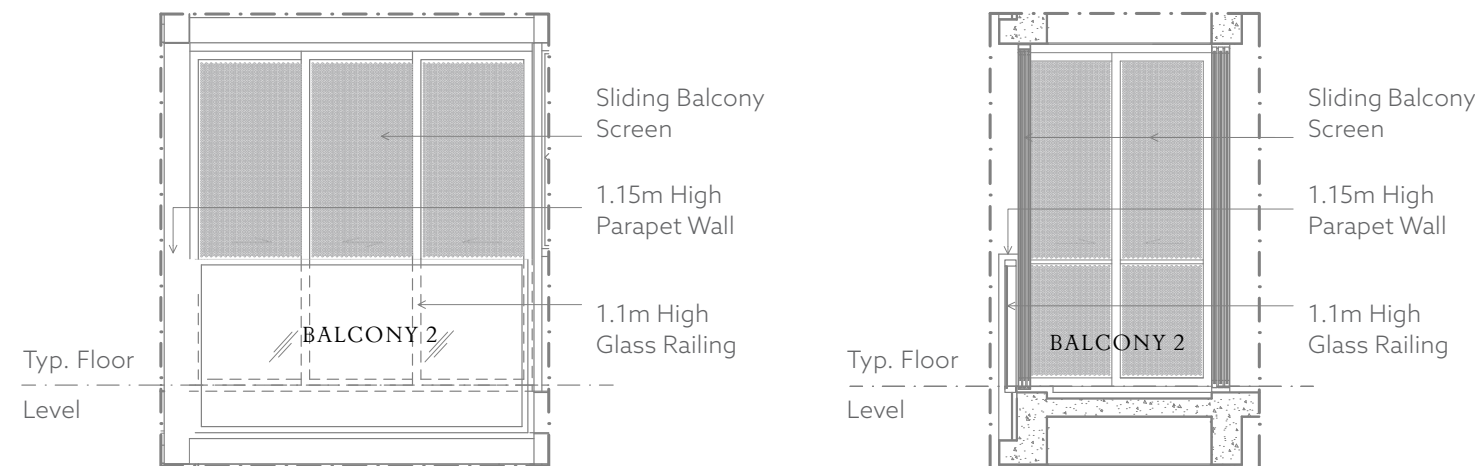 Sliding Balcony
Screen
1.15m High
Parapet Wall
1.1m High
Glass Railing
BALCONY 2
Typ. Floor
Level
Sliding Balcony
Screen
1.15m High
Parapet Wall
1.1m High
Glass Railing
BALCONY 2
Typ. Floor
Level